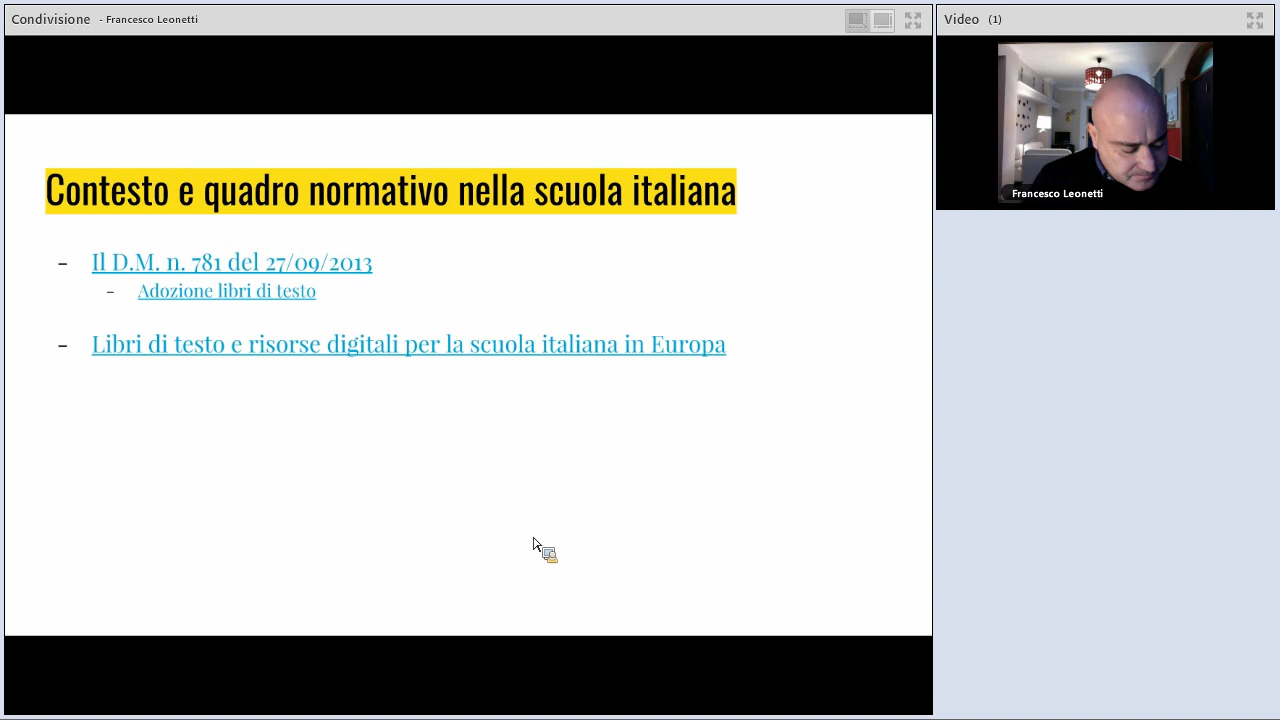 Condivisione - Francesco Leonetti
Video (1)
Francesco Leonetti
Contesto e quadro normativo nella scuola italiana
- Il D.M. n. 781 del 27/09/2013
- Adozione libri di testo
- Libri di testo e risorse digitali per la scuola italiana in Europa